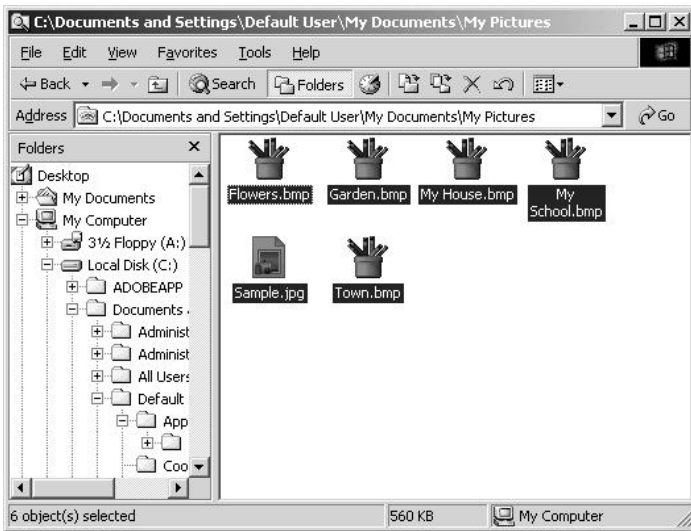 C:\Documents and Settings\Default User\My Documents\My Pictures
File Edit View Favorites Tools Help
Back Search Folders
Address C:\Documents and Settings\Default User\My Documents\My Pictures Go
Folders x
Desktop
My Documents
My Computer
3½ Floppy (A:)
Local Disk (C:)
ADOBEAPP
Documents
Administ
Administ
All Users
Default
App
Coo
Flowers.bmp Garden.bmp My House.bmp My
School.bmp
Sample.jpg Town.bmp
6 object(s) selected 560 KB My Computer